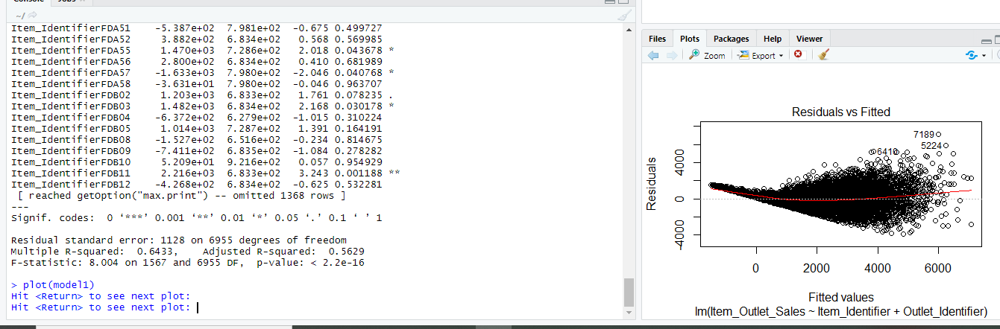 Console Jobs ×
~/
Item_IdentifierFDA51 -5.387e+02 7.981e+02 -0.675 0.499727
Item_IdentifierFDA52 3.882e+02 6.834e+02 0.568 0.569985
Item_IdentifierFDA55 1.470e+03 7.286e+02 2.018 0.043678 *
Item_IdentifierFDA56 2.800e+02 6.834e+02 0.410 0.681989
Item_IdentifierFDA57 -1.633e+03 7.980e+02 -2.046 0.040768 *
Item_IdentifierFDA58 -3.631e+01 7.980e+02 -0.046 0.963707
Item_IdentifierFDB02 1.203e+03 6.833e+02 1.761 0.078235 .
Item_IdentifierFDB03 1.482e+03 6.834e+02 2.168 0.030178 *
Item_IdentifierFDB04 -6.372e+02 6.279e+02 -1.015 0.310224
Item_IdentifierFDB05 1.014e+03 7.287e+02 1.391 0.164191
Item_IdentifierFDB08 -1.527e+02 6.516e+02 -0.234 0.814675
Item_IdentifierFDB09 -7.411e+02 6.835e+02 -1.084 0.278282
Item_IdentifierFDB10 5.209e+01 9.216e+02 0.057 0.954929
Item_IdentifierFDB11 2.216e+03 6.833e+02 3.243 0.001188 **
Item_IdentifierFDB12 -4.268e+02 6.834e+02 -0.625 0.532281
[ reached getOption("max.print") -- omitted 1368 rows ]
---
Signif. codes: 0 ‘***’ 0.001 ‘**’ 0.01 ‘*’ 0.05 ‘.’ 0.1 ‘ ’ 1
Residual standard error: 1128 on 6955 degrees of freedom
Multiple R-squared: 0.6433, Adjusted R-squared: 0.5629
F-statistic: 8.004 on 1567 and 6955 DF, p-value: < 2.2e-16
> plot(model1)
Hit <Return> to see next plot:
Hit <Return> to see next plot:
Files Plots Packages Help Viewer
Zoom Export
Residuals vs Fitted
7189
5224
6410
Residuals
4000
0
-4000
0 2000 4000 6000
Fitted values
lm(Item_Outlet_Sales ~ Item_Identifier + Outlet_Identifier)